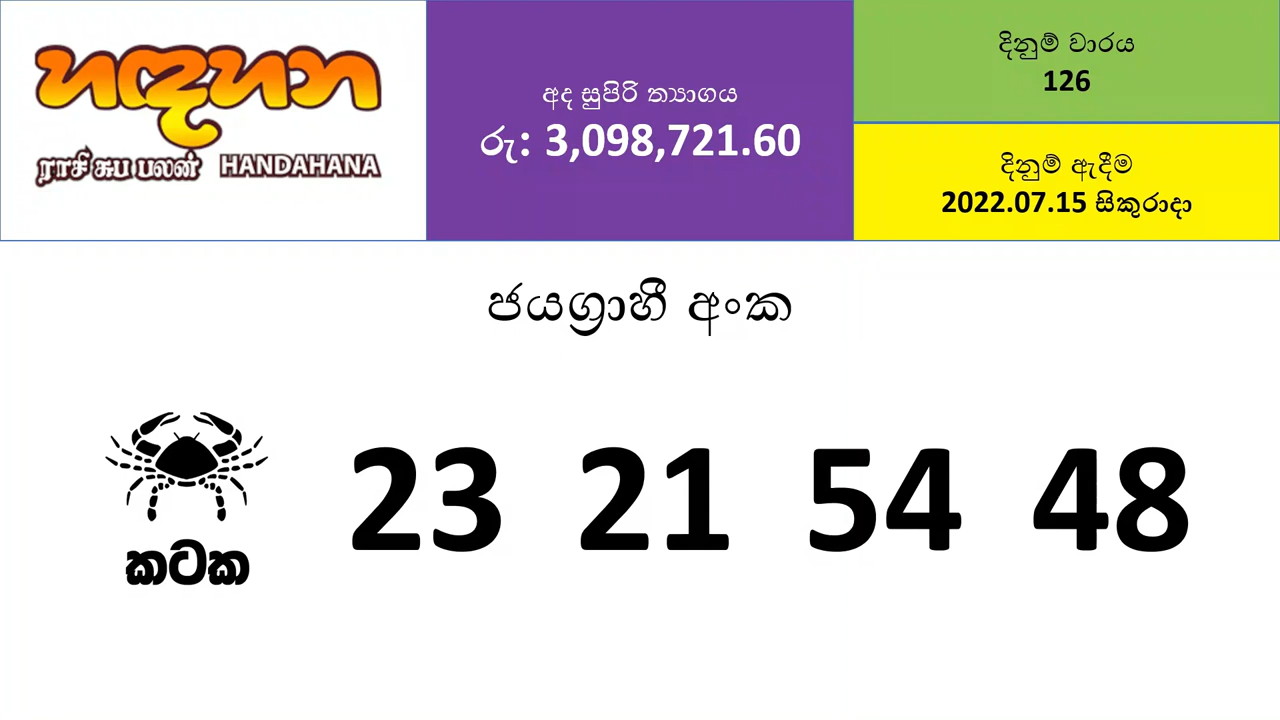 හඳහන
ராசி சுப பலன் HANDAHANA
අද සුපිරි ත්‍යාගය
රු: 3,098,721.60
දිනුම් වාරය
126
දිනුම් ඇදීම
2022.07.15 සිකුරාදා
ජයග්‍රාහී අංක
23 21 54 48
කටක